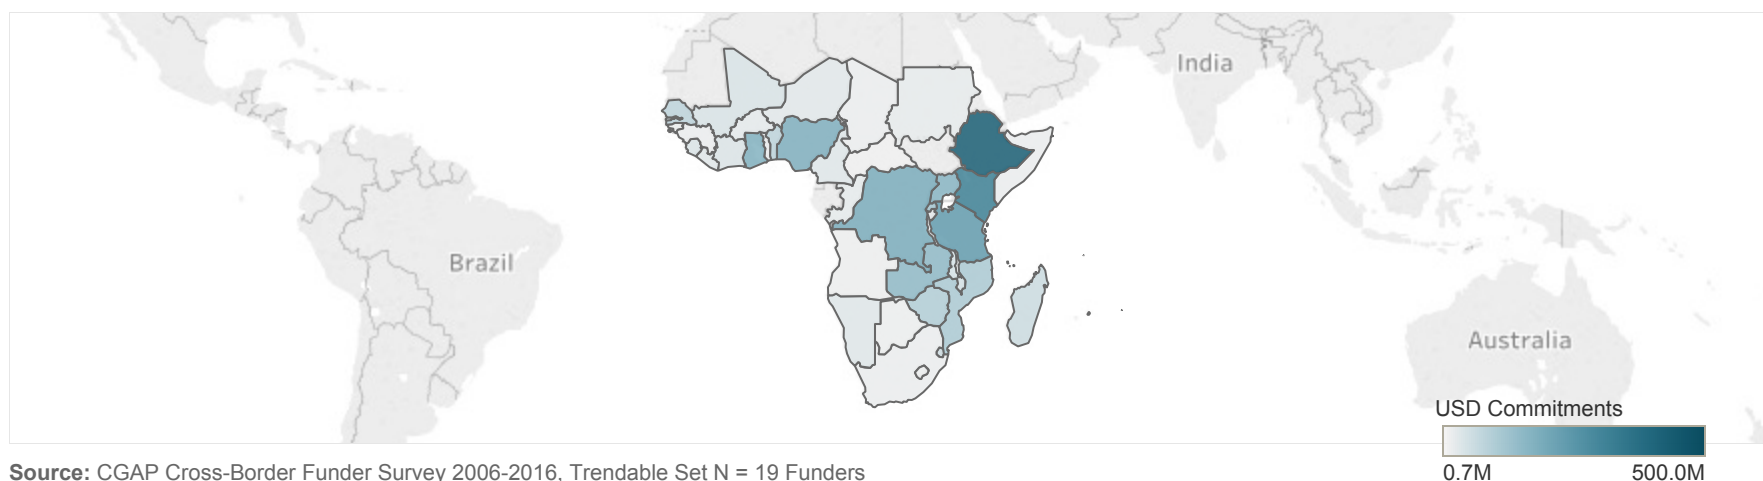 India
Brazil
Australia
USD Commitments
0.7M 500.0M
Source: CGAP Cross-Border Funder Survey 2006-2016, Trendable Set N = 19 Funders